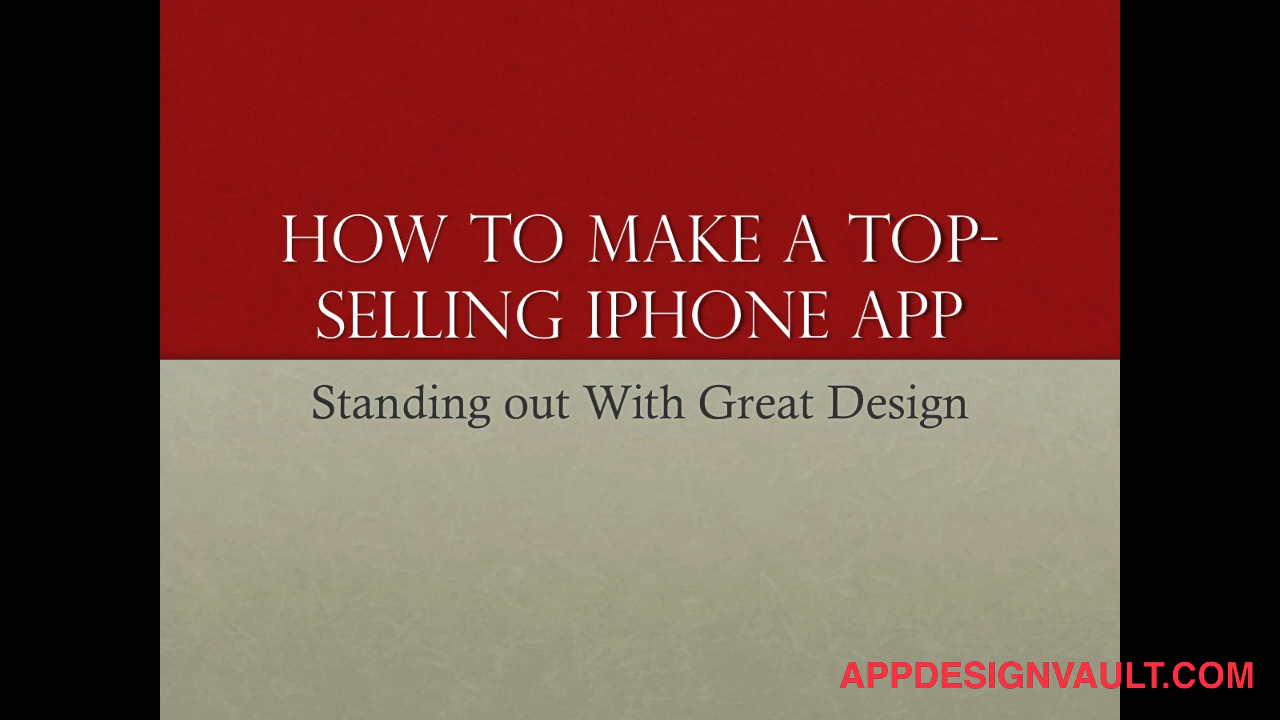 HOW TO MAKE A TOP-
SELLING IPHONE APP
Standing out With Great Design
APPDESIGNVAULT.COM